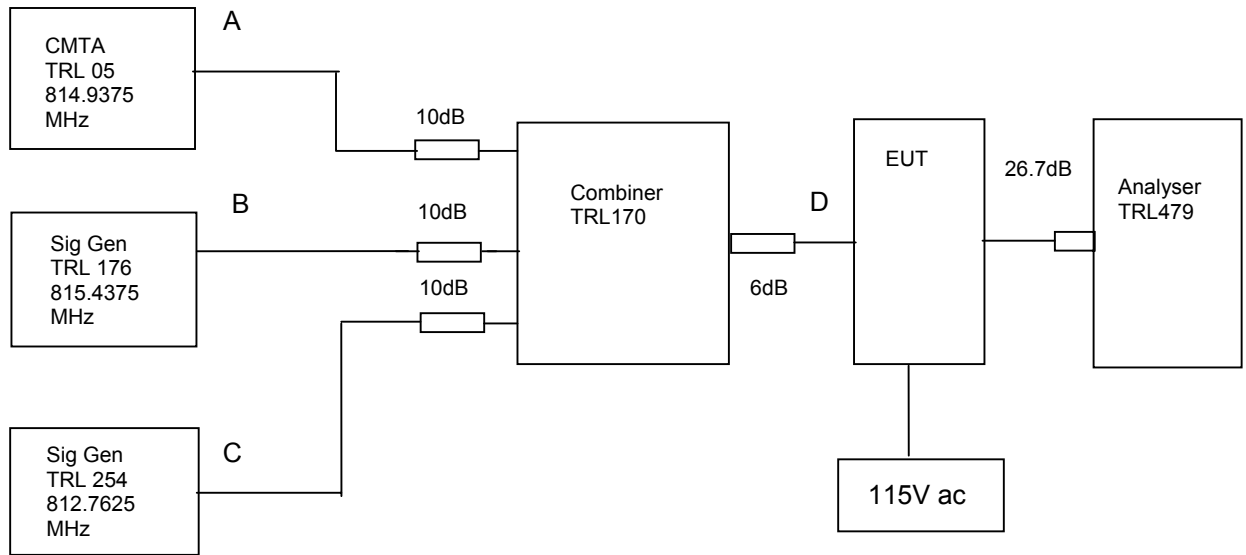 A
CMTA
TRL 05
814.9375
MHz
10dB
B
Sig Gen
TRL 176
815.4375
MHz
10dB
10dB
C
Sig Gen
TRL 254
812.7625
MHz
Combiner
TRL170
D
6dB
EUT
115V ac
26.7dB
Analyser
TRL479